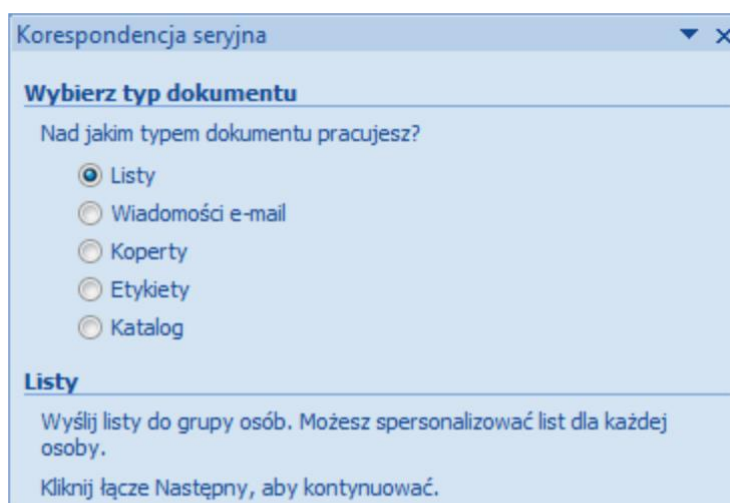 Korespondencja seryjna
Wybierz typ dokumentu
Nad jakim typem dokumentu pracujesz?
Listy
Wiadomości e-mail
Koperty
Etykiety
Katalog
Listy
Wyślij listy do grupy osób. Możesz spersonalizować list dla każdej
osoby.
Kliknij łącze Następny, aby kontynuować.